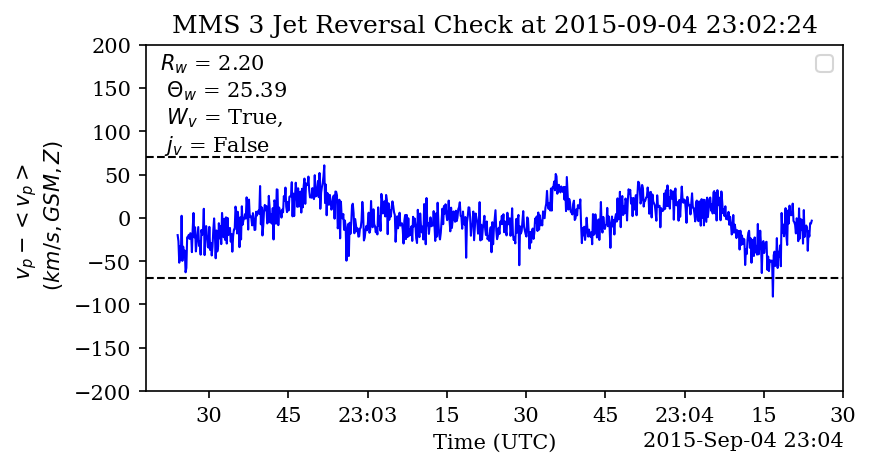 MMS 3 Jet Reversal Check at 2015-09-04 23:02:24
200
150
100
50
0
−50
−100
−150
−200
v_p − < v_p >
(km/s, GSM, Z)
R_w = 2.20
Θ_w = 25.39
W_v = True,
j_v = False
30 45 23:03 15 30 45 23:04 15 30
Time (UTC)
2015-Sep-04 23:04